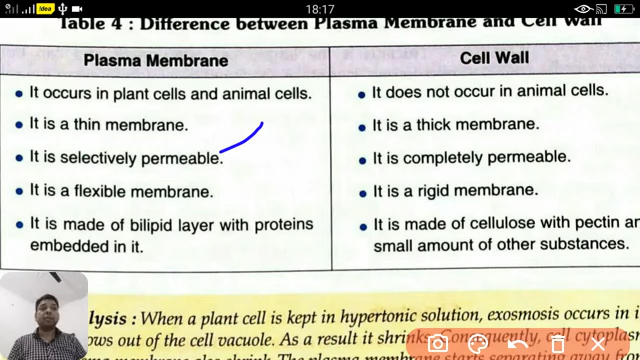 18:17
Idea
Table 4 : Difference between Plasma Membrane and Cell Wall
Plasma Membrane
Cell Wall
• It occurs in plant cells and animal cells.
• It does not occur in animal cells.
• It is a thin membrane.
• It is a thick membrane.
• It is selectively permeable.
• It is completely permeable.
• It is a flexible membrane.
• It is a rigid membrane.
• It is made of bilipid layer with proteins
embedded in it.
• It is made of cellulose with pectin
small amount of other substances.
lysis : When a plant cell is kept in hypertonic solution, exosmosis occurs in
ows out of the cell vacuole. As a result it shrinks. Consequently, cell cytoplas